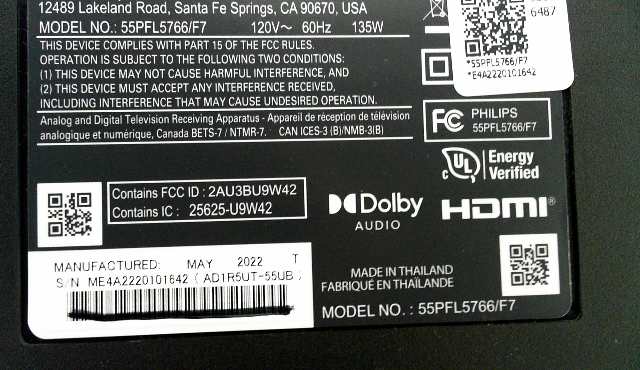 12489 Lakeland Road, Santa Fe Springs, CA 90670, USA
MODEL NO.: 55PFL5766/F7 120V~ 60Hz 135W
THIS DEVICE COMPLIES WITH PART 15 OF THE FCC RULES.
OPERATION IS SUBJECT TO THE FOLLOWING TWO CONDITIONS:
(1) THIS DEVICE MAY NOT CAUSE HARMFUL INTERFERENCE, AND
(2) THIS DEVICE MUST ACCEPT ANY INTERFERENCE RECEIVED,
INCLUDING INTERFERENCE THAT MAY CAUSE UNDESIRED OPERATION.
Analog and Digital Television Receiving Apparatus - Appareil de réception de télévision
analogique et numérique, Canada BETS-7 / NTMR-7. CAN ICES-3 (B)/NMB-3(B)
6487
*55PFL5766/F7
*E4A2220101642
FC PHILIPS
55PFL5766/F7
c UL Energy
Verified
Contains FCC ID : 2AU3BU9W42
Contains IC : 25625-U9W42
Dolby
AUDIO
HDMI®
MANUFACTURED: MAY 2022 T
S/N ME4A2220101642 ( AD1R5UT-55UB )
MADE IN THAILAND
FABRIQUÉ EN THAÏLANDE
MODEL NO. : 55PFL5766/F7